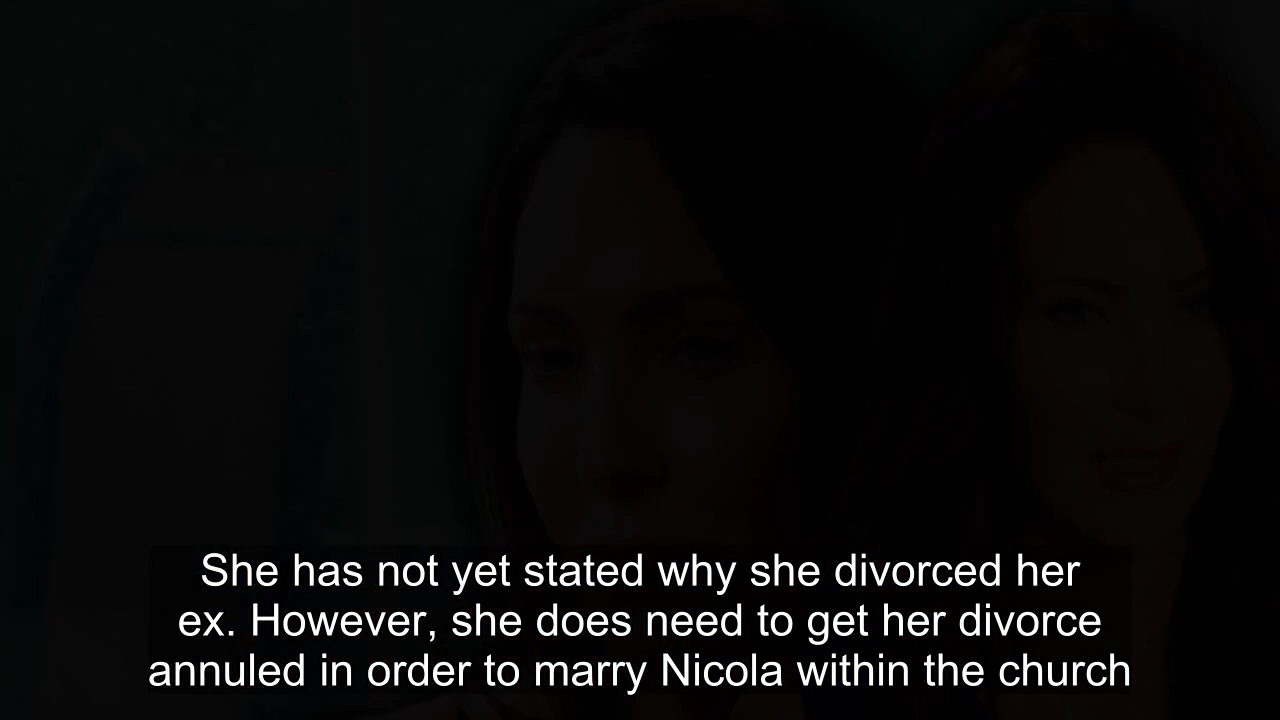 She has not yet stated why she divorced her
ex. However, she does need to get her divorce
annuled in order to marry Nicola within the church